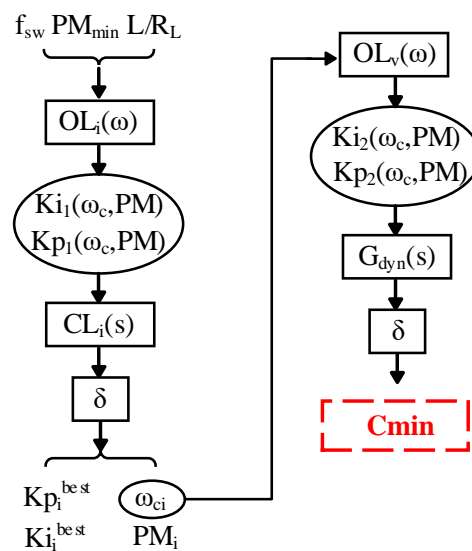 f_sw PM_min L/R_L
OL_i(ω)
Ki_1(ω_c,PM)
Kp_1(ω_c,PM)
CL_i(s)
δ
Kp_i^best ω_ci
Ki_i^best PM_i
OL_v(ω)
Ki_2(ω_c,PM)
Kp_2(ω_c,PM)
G_dyn(s)
δ
Cmin